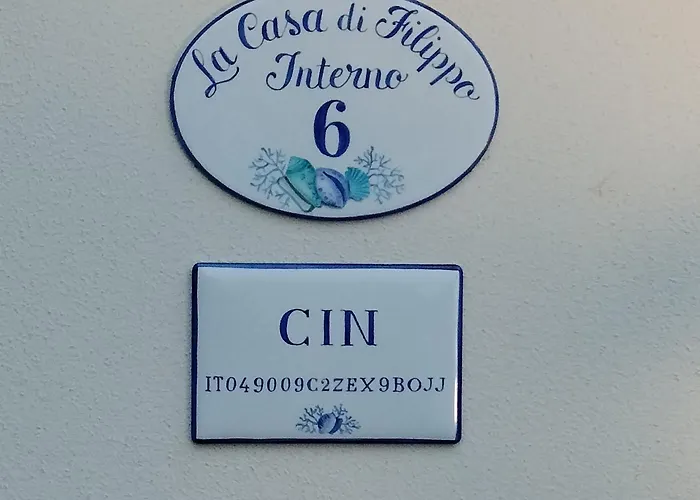 La Casa di Filippo
Interno
6
CIN
IT049009C2ZEX9BOJJ